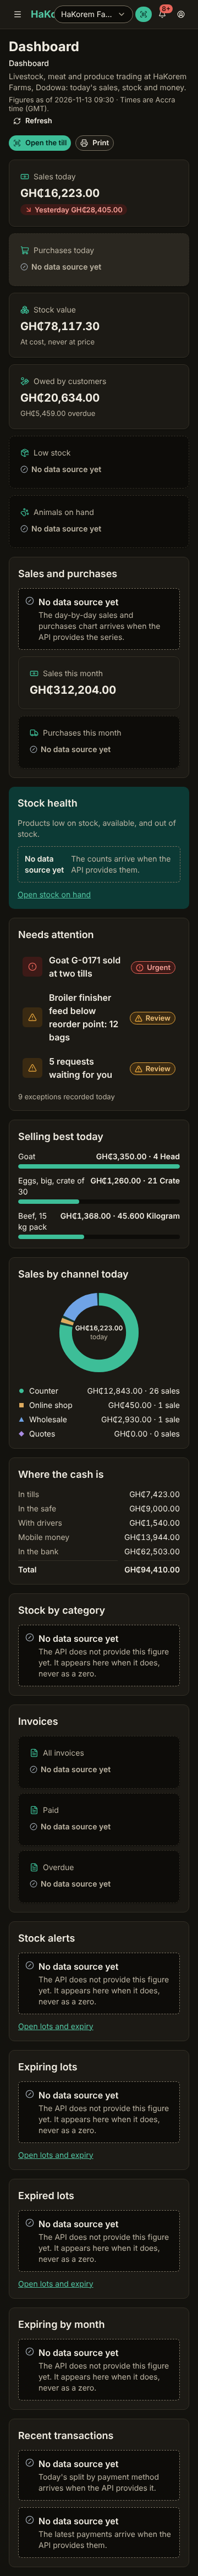 HaKo
HaKorem Fa...
8+
Dashboard
Dashboard
Livestock, meat and produce trading at HaKorem
Farms, Dodowa: today's sales, stock and money.
Figures as of 2026-11-13 09:30 · Times are Accra
time (GMT).
Refresh
Open the till
Print
Sales today
GH₵16,223.00
Yesterday GH₵28,405.00
Purchases today
No data source yet
Stock value
GH₵78,117.30
At cost, never at price
Owed by customers
GH₵20,634.00
GH₵5,459.00 overdue
Low stock
No data source yet
Animals on hand
No data source yet
Sales and purchases
No data source yet
The day-by-day sales and
purchases chart arrives when the
API provides the series.
Sales this month
GH₵312,204.00
Purchases this month
No data source yet
Stock health
Products low on stock, available, and out of
stock.
No data
source yet
The counts arrive when the
API provides them.
Open stock on hand
Needs attention
Goat G-0171 sold
at two tills
Urgent
Broiler finisher
feed below
reorder point: 12
bags
Review
5 requests
waiting for you
Review
9 exceptions recorded today
Selling best today
Goat GH₵3,350.00 · 4 Head
Eggs, big, crate of
30
GH₵1,260.00 · 21 Crate
Beef, 15
kg pack
GH₵1,368.00 · 45.600 Kilogram
Sales by channel today
GH₵16,223.00
today
Counter GH₵12,843.00 · 26 sales
Online shop GH₵450.00 · 1 sale
Wholesale GH₵2,930.00 · 1 sale
Quotes GH₵0.00 · 0 sales
Where the cash is
In tills GH₵7,423.00
In the safe GH₵9,000.00
With drivers GH₵1,540.00
Mobile money GH₵13,944.00
In the bank GH₵62,503.00
Total GH₵94,410.00
Stock by category
No data source yet
The API does not provide this figure
yet. It appears here when it does,
never as a zero.
Invoices
All invoices
No data source yet
Paid
No data source yet
Overdue
No data source yet
Stock alerts
No data source yet
The API does not provide this figure
yet. It appears here when it does,
never as a zero.
Open lots and expiry
Expiring lots
No data source yet
The API does not provide this figure
yet. It appears here when it does,
never as a zero.
Open lots and expiry
Expired lots
No data source yet
The API does not provide this figure
yet. It appears here when it does,
never as a zero.
Open lots and expiry
Expiring by month
No data source yet
The API does not provide this figure
yet. It appears here when it does,
never as a zero.
Recent transactions
No data source yet
Today's split by payment method
arrives when the API provides it.
No data source yet
The latest payments arrive when the
API provides them.